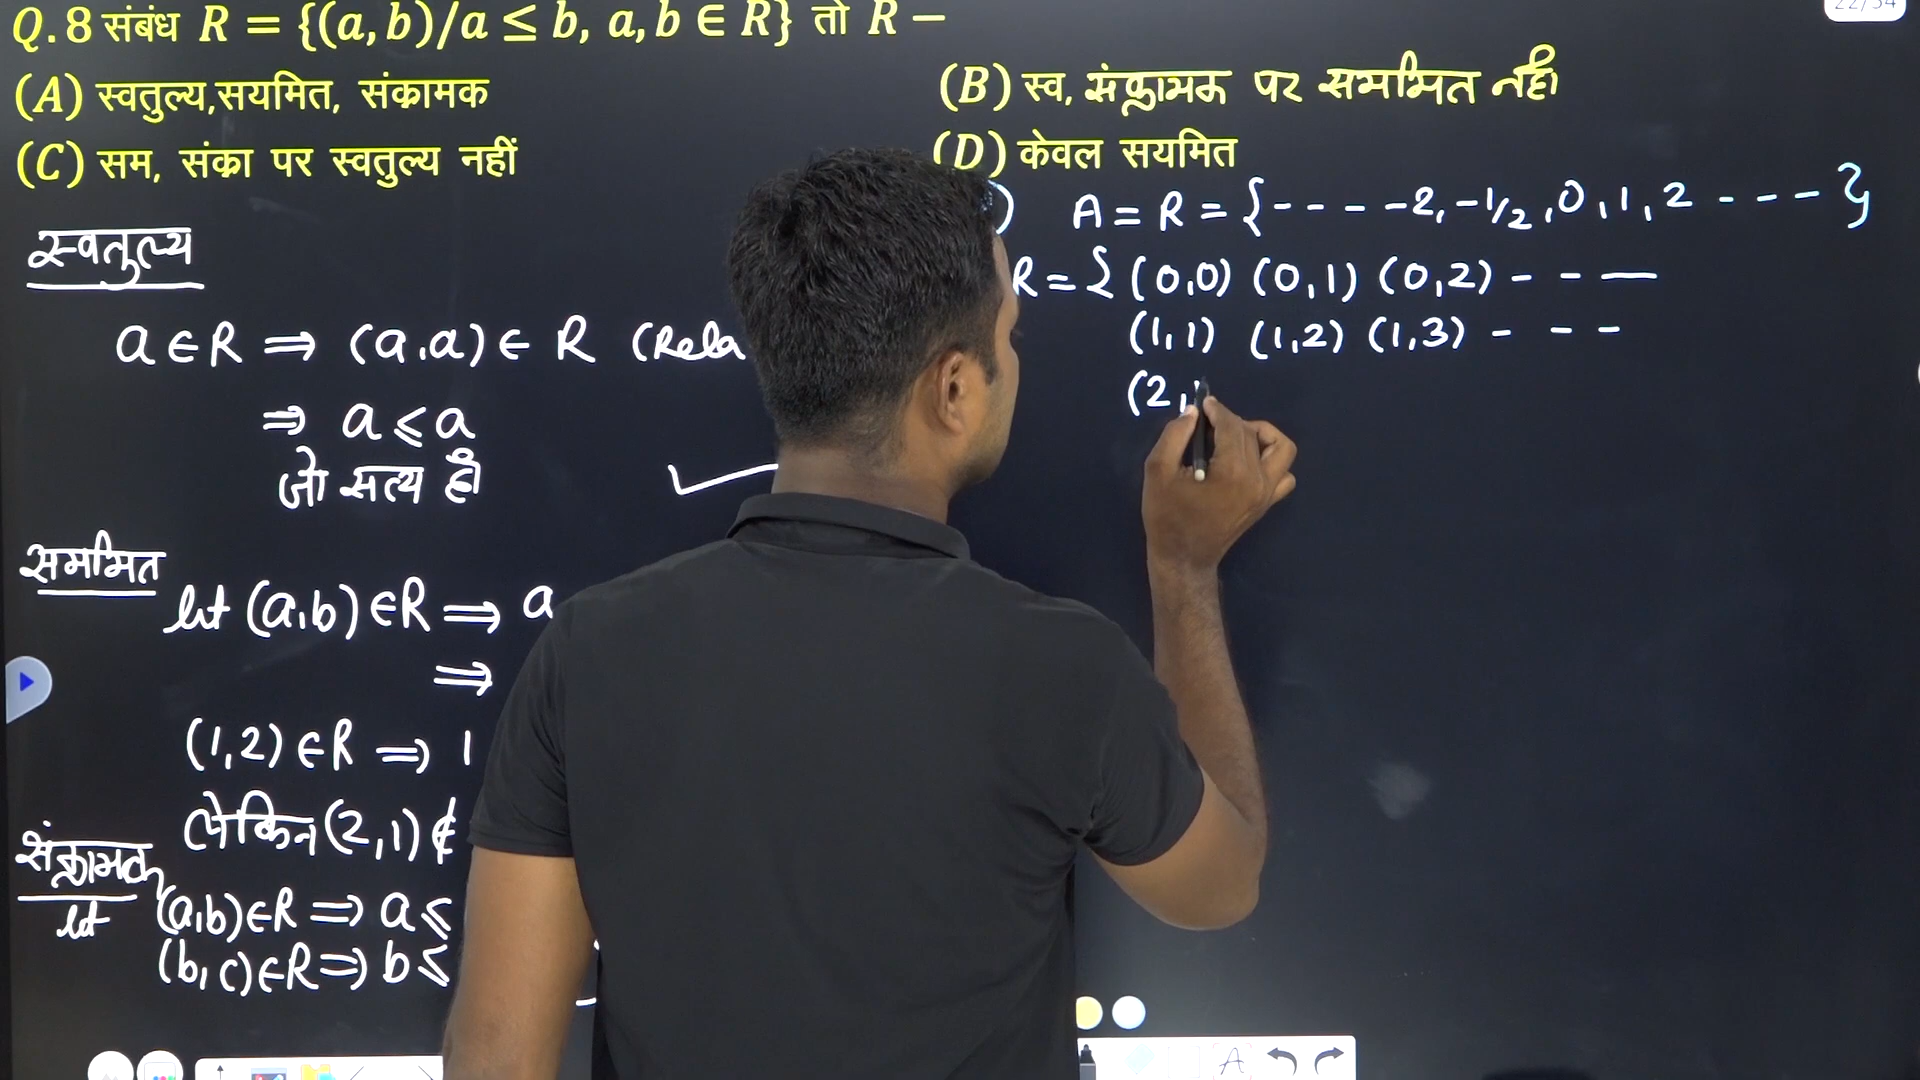 22/54
Q.8 संबंध R = {(a, b)/a ≤ b, a, b ∈ R} तो R −
(A) स्वतुल्य,सयमित, संक्रामक
(B) स्व, संक्रामक पर सममित नहीं
(C) सम, संक्रा पर स्वतुल्य नहीं
(D) केवल सयमित
स्वतुल्य
a ∈ R ⇒ (a,a) ∈ R (Rela
⇒ a ≤ a
जो सत्य है
सममित
let (a,b) ∈ R ⇒ a
⇒
(1,2) ∈ R ⇒ 1
लेकिन (2,1) ∉
संक्रामक
let (a,b) ∈ R ⇒ a ≤
(b,c) ∈ R ⇒ b ≤
) A = R = {- - - - -2, -1/2, 0, 1, 2 - - - - }
R = { (0,0) (0,1) (0,2) - - —
(1,1) (1,2) (1,3) - - -
(2,
A